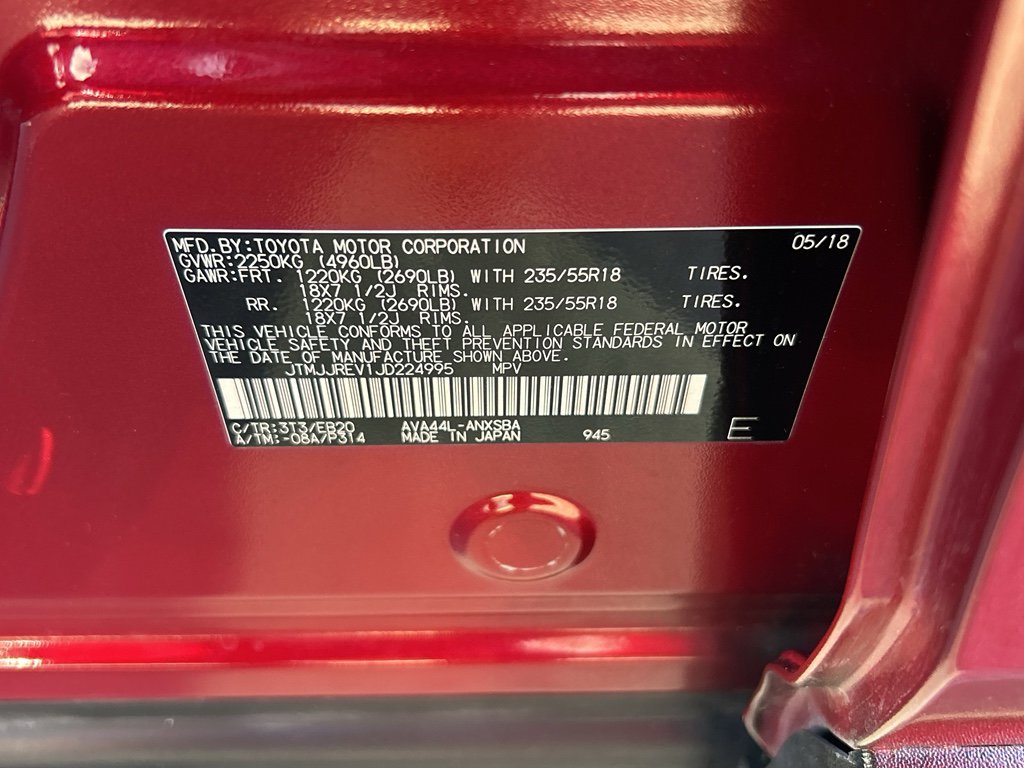 MFD.BY:TOYOTA MOTOR CORPORATION 05/18
GVWR:2250KG (4960LB)
GAWR:FRT. 1220KG (2690LB) WITH 235/55R18 TIRES.
18X7 1/2J RIMS.
RR. 1220KG (2690LB) WITH 235/55R18 TIRES.
18X7 1/2J RIMS.
THIS VEHICLE CONFORMS TO ALL APPLICABLE FEDERAL MOTOR
VEHICLE SAFETY AND THEFT PREVENTION STANDARDS IN EFFECT ON
THE DATE OF MANUFACTURE SHOWN ABOVE.
JTMJJREV1JD224995 MPV
C/TR:3T3/EB20 AVA44L-ANXSBA
A/TM:-08A/P314 MADE IN JAPAN 945 E